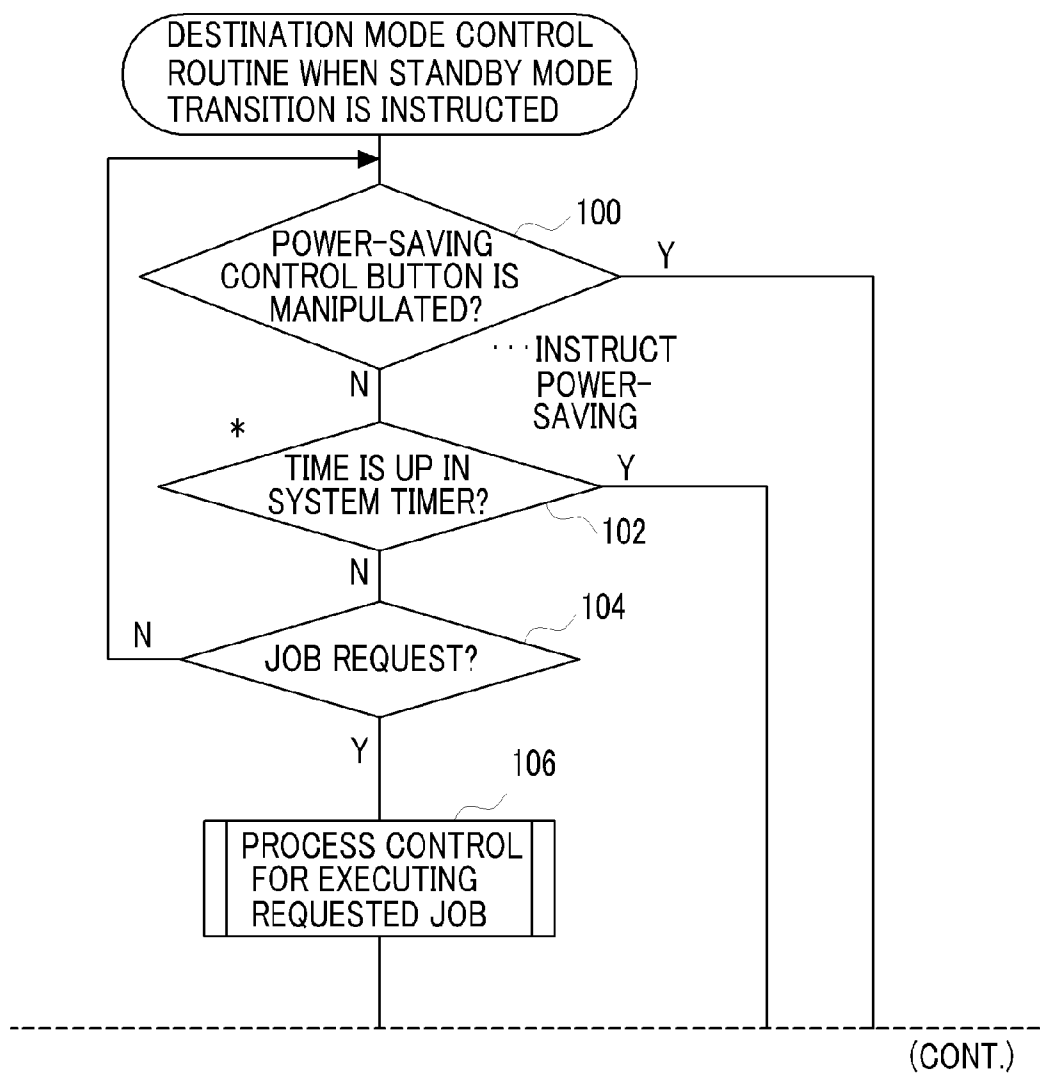 DESTINATION MODE CONTROL
ROUTINE WHEN STANDBY MODE
TRANSITION IS INSTRUCTED
100
POWER-SAVING
CONTROL BUTTON IS
MANIPULATED?
Y
··· INSTRUCT
POWER-
SAVING
N
*
TIME IS UP IN
SYSTEM TIMER?
Y
102
N
104
N
JOB REQUEST?
Y
106
PROCESS CONTROL
FOR EXECUTING
REQUESTED JOB
(CONT.)